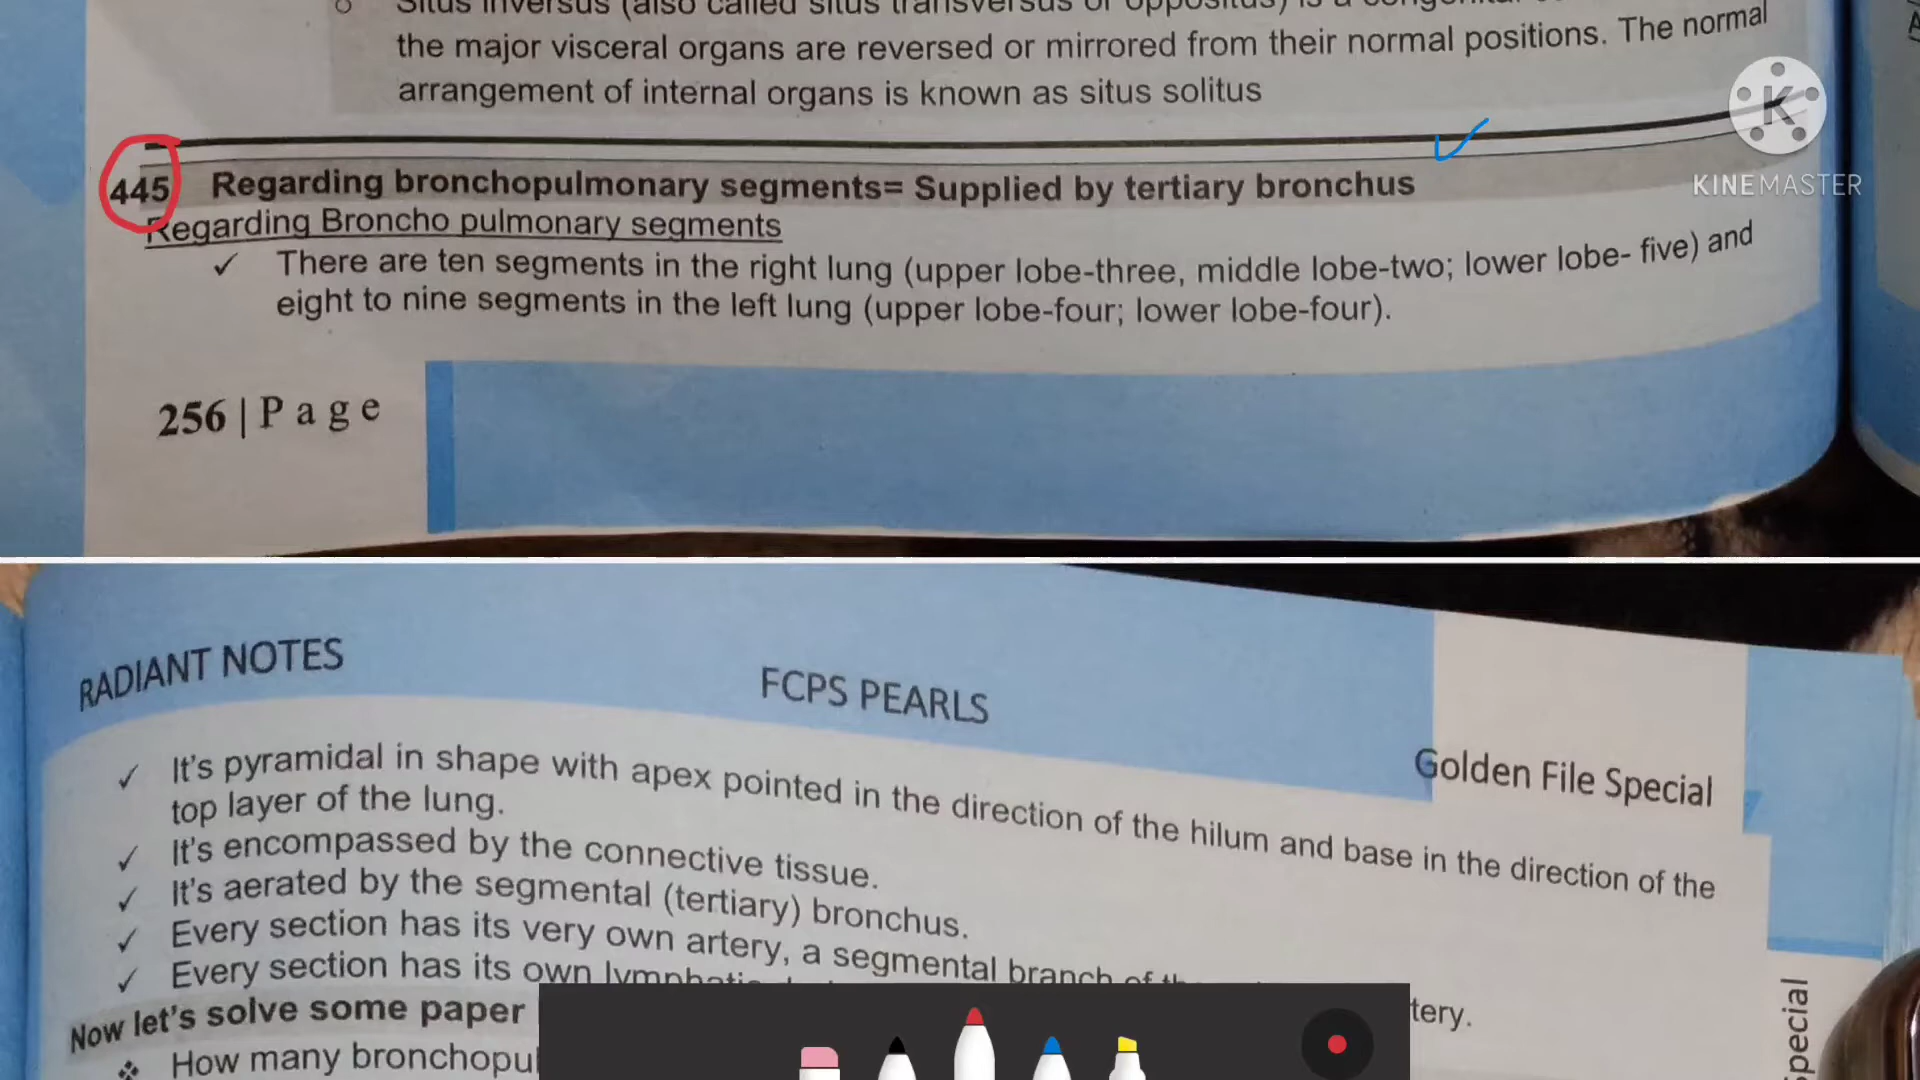 Situs inversus (also called situs transversus or oppositus) is a
the major visceral organs are reversed or mirrored from their normal positions. The normal
arrangement of internal organs is known as situs solitus
KINEMASTER
445 Regarding bronchopulmonary segments= Supplied by tertiary bronchus
Regarding Broncho pulmonary segments
✓ There are ten segments in the right lung (upper lobe-three, middle lobe-two; lower lobe- five) and
eight to nine segments in the left lung (upper lobe-four; lower lobe-four).
256 | P a g e
RADIANT NOTES
FCPS PEARLS
Golden File Special
✓ It's pyramidal in shape with apex pointed in the direction of the hilum and base in the direction of the
top layer of the lung.
✓ It's encompassed by the connective tissue.
✓ It's aerated by the segmental (tertiary) bronchus.
✓ Every section has its very own artery, a segmental branch of
tery.
✓ Every section has its own
Now let's solve some paper
❖ How many bronchopul
Special